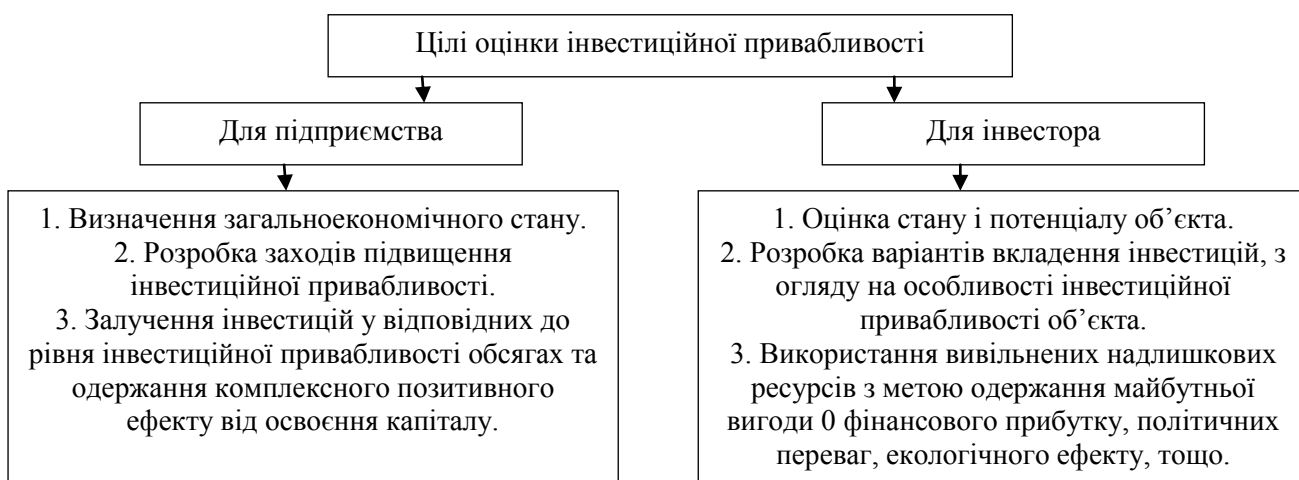 Цілі оцінки інвестиційної привабливості
Для підприємства
Для інвестора
1. Визначення загальноекономічного стану.
2. Розробка заходів підвищення
інвестиційної привабливості.
3. Залучення інвестицій у відповідних до
рівня інвестиційної привабливості обсягах та
одержання комплексного позитивного
ефекту від освоєння капіталу.
1. Оцінка стану і потенціалу об’єкта.
2. Розробка варіантів вкладення інвестицій, з
огляду на особливості інвестиційної
привабливості об’єкта.
3. Використання вивільнених надлишкових
ресурсів з метою одержання майбутньої
вигоди 0 фінансового прибутку, політичних
переваг, екологічного ефекту, тощо.